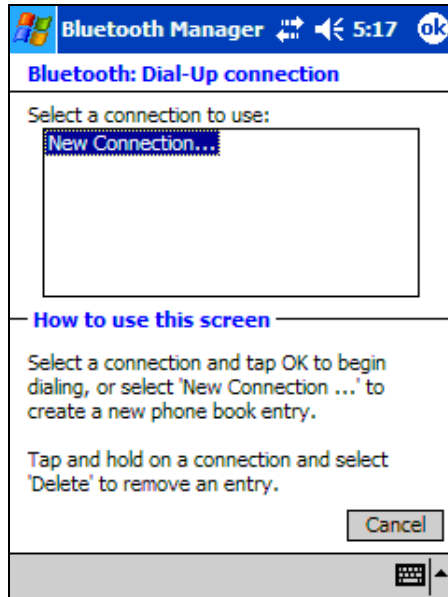 Bluetooth Manager 5:17 ok
Bluetooth: Dial-Up connection
Select a connection to use:
New Connection...
How to use this screen
Select a connection and tap OK to begin
dialing, or select 'New Connection ...' to
create a new phone book entry.
Tap and hold on a connection and select
'Delete' to remove an entry.
Cancel